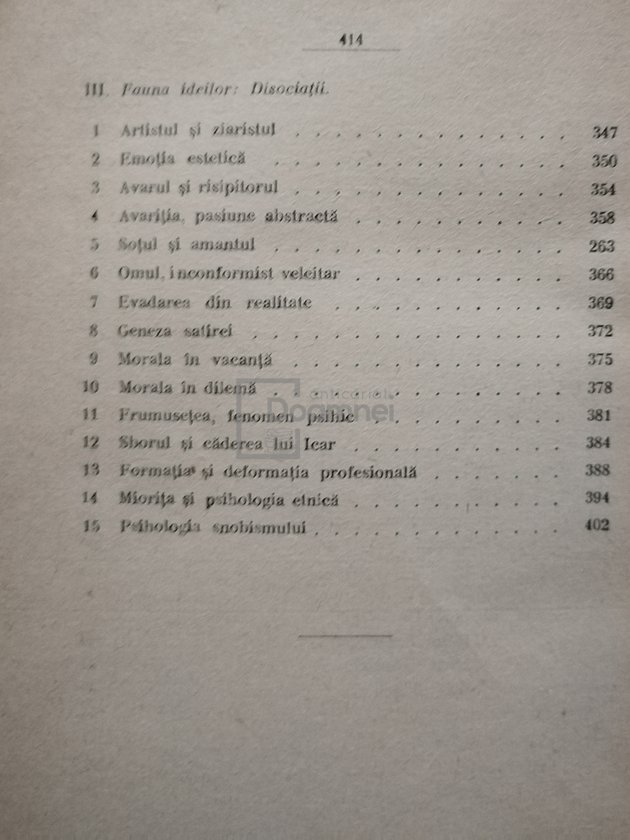 414
III. Fauna ideilor: Disociații.
1 Artistul și ziaristul . . . . . . . . . . . . . 347
2 Emoția estetică . . . . . . . . . . . . . . 350
3 Avarul și risipitorul . . . . . . . . . . . . . 354
4 Avariția, pasiune abstractă . . . . . . . . . . . 358
5 Soțul și amantul . . . . . . . . . . . . . . 263
6 Omul, inconformist veleitar . . . . . . . . . . . 366
7 Evadarea din realitate . . . . . . . . . . . . 369
8 Geneza satirei . . . . . . . . . . . . . . . 372
9 Morala în vacanță . . . . . . . . . . . . . 375
10 Morala în dilemă . . . . . . . . . . . . . . 378
11 Frumusețea, fenomen psihic . . . . . . . . . . 381
12 Sborul și căderea lui Icar . . . . . . . . . . . 384
13 Formația și deformația profesională . . . . . . . 388
14 Miorița și psihologia etnică . . . . . . . . . . . 394
15 Psihologia snobismului . . . . . . . . . . . . 402
anticariat
Dogmnei